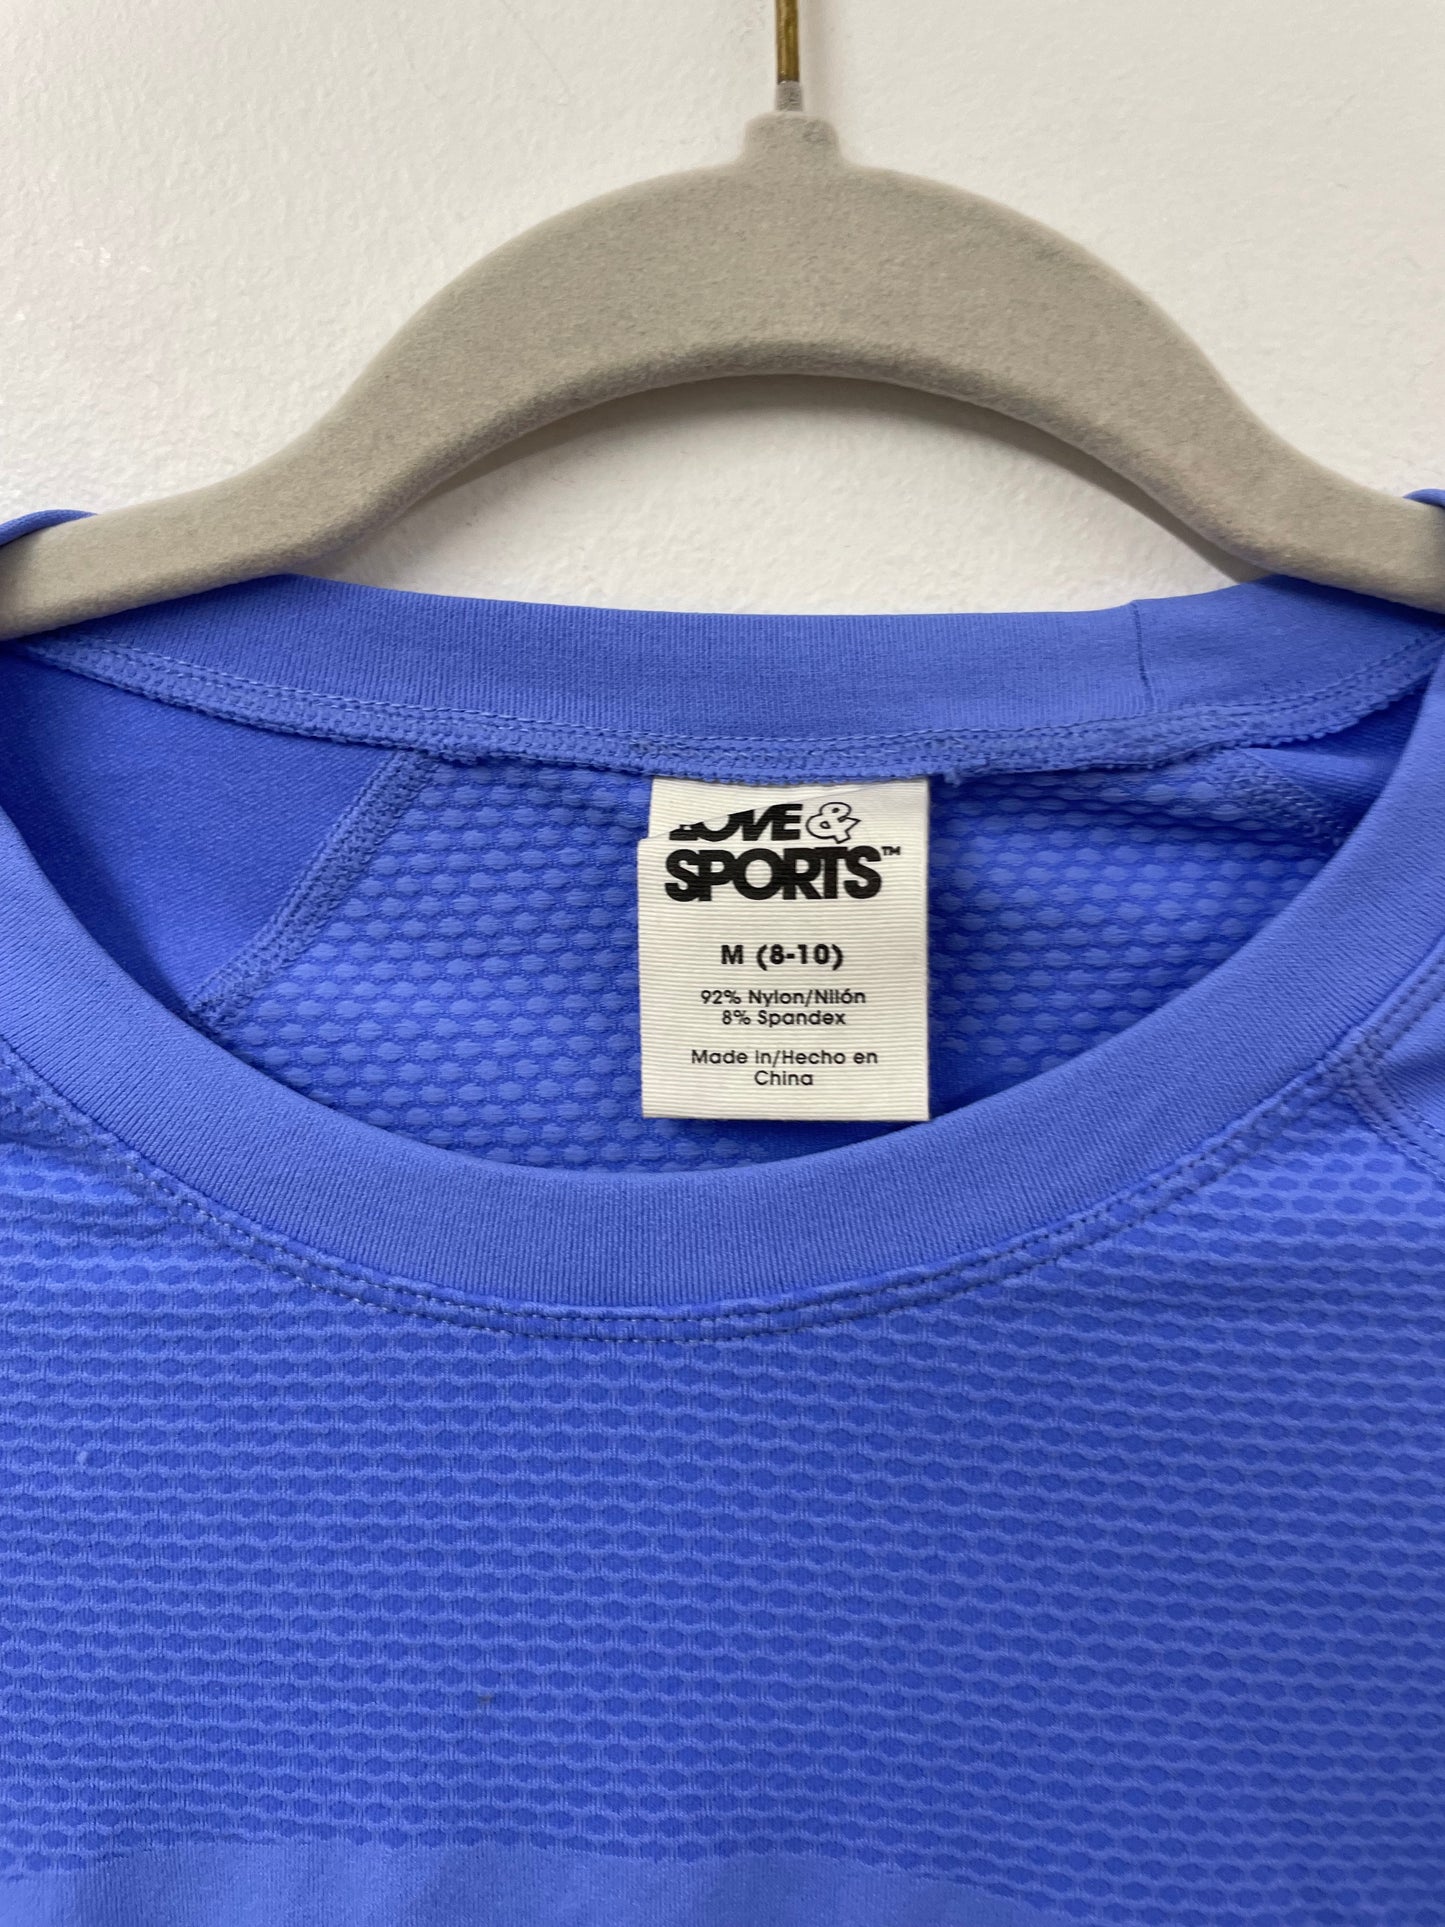 LOVE &
SPORTS™
M (8-10)
92% Nylon/Nilón
8% Spandex
Made in/Hecho en
China